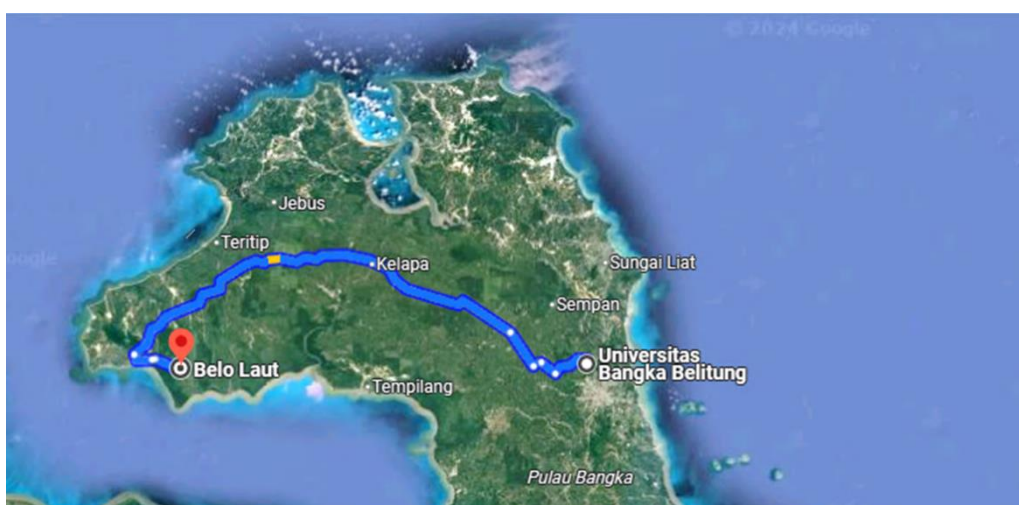 © 2024 Google
Jebus
Teritip
Kelapa
Sungai Liat
Sempan
Universitas
Bangka Belitung
Belo Laut
Tempilang
Pulau Bangka